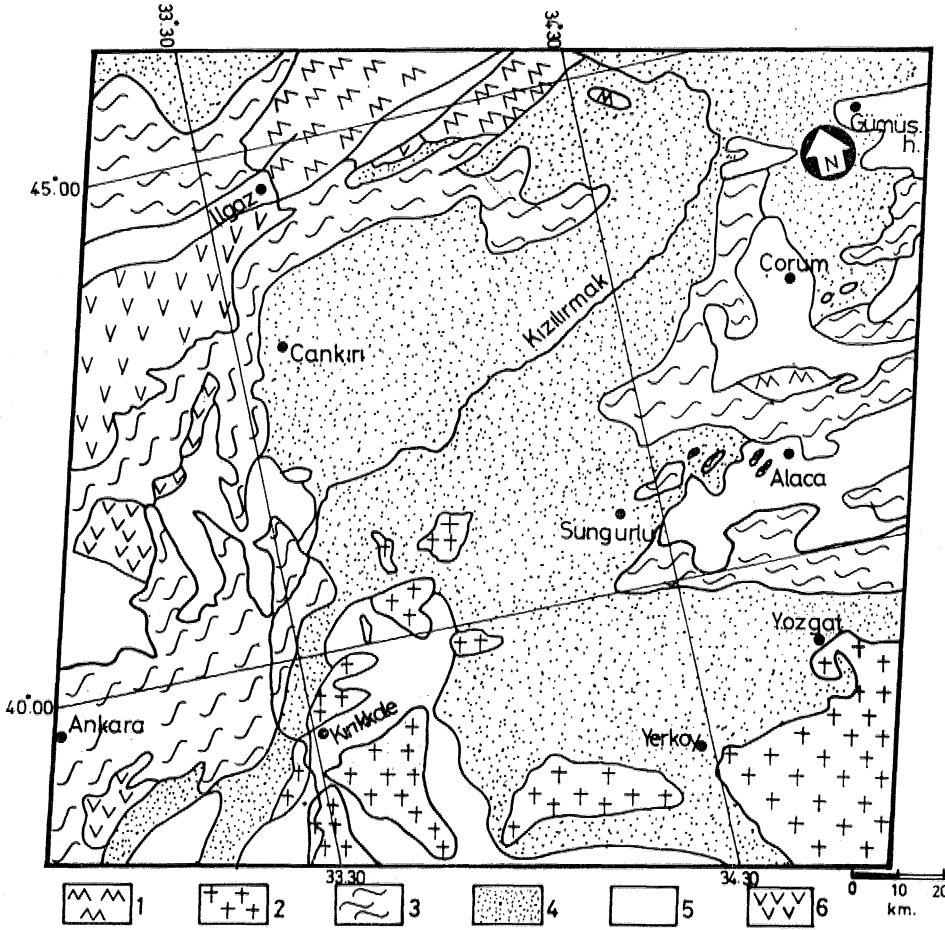 33°30
34°30
Gümüş.
h.
N
45°00
Ilgaz
Çorum
Kızılırmak
Çankırı
Alaca
Sungurlu
Yozgat
40°00
Ankara
Kırıkkale
Yerköy
33.30
34.30
1 2 3 4 5 6
0 10 20
km.